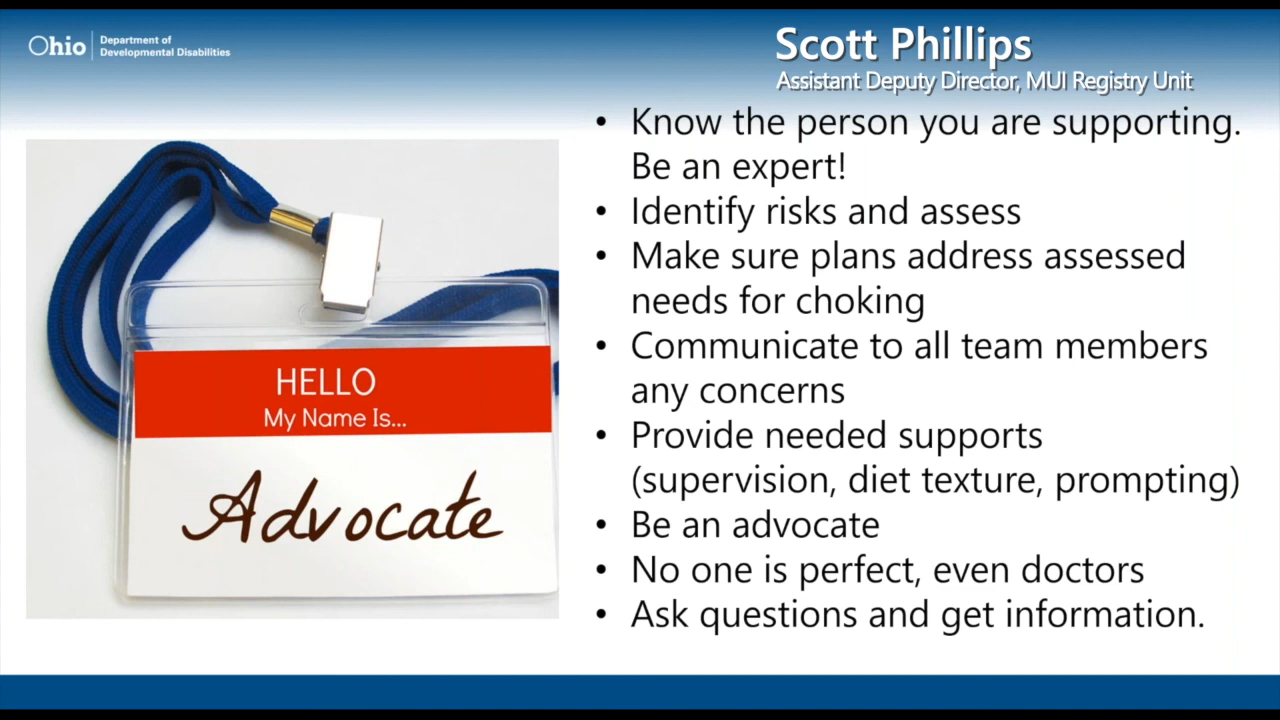 Ohio
Department of
Developmental Disabilities
Scott Phillips
Assistant Deputy Director, MUI Registry Unit
• Know the person you are supporting.
Be an expert!
• Identify risks and assess
• Make sure plans address assessed
needs for choking
• Communicate to all team members
any concerns
• Provide needed supports
(supervision, diet texture, prompting)
• Be an advocate
• No one is perfect, even doctors
• Ask questions and get information.
HELLO
My Name Is...
Advocate